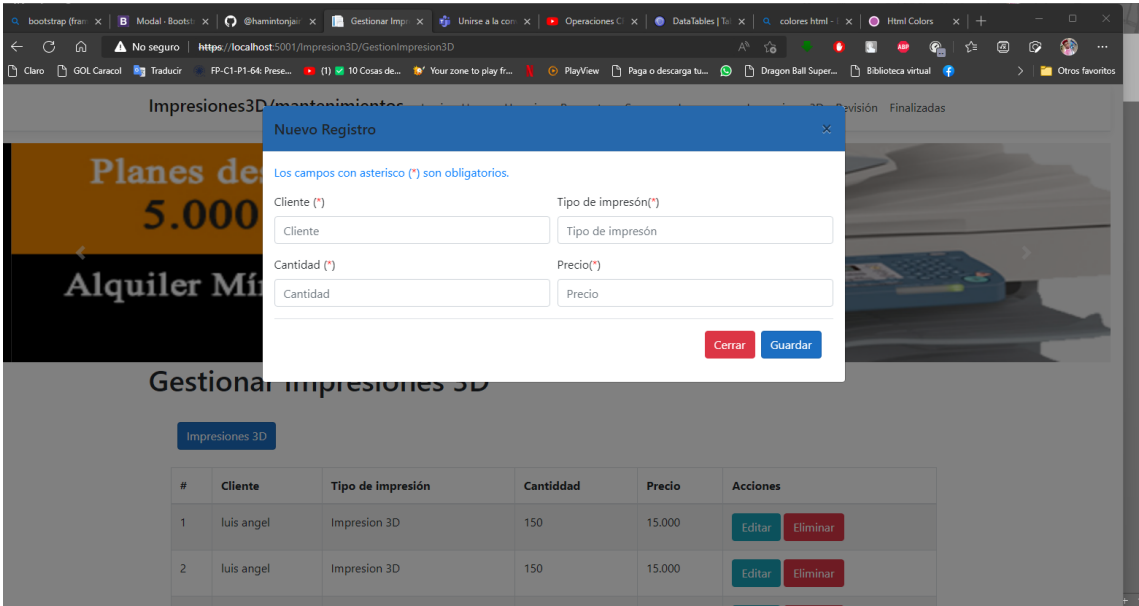 bootstrap (fram
Modal · Bootst
@hamintonjair
Gestionar Impr
Unirse a la con
Operaciones C
DataTables | Tal
colores html - 
Html Colors
No seguro
https://localhost:5001/Impresion3D/GestionImpresion3D
Claro
GOL Caracol
Traducir
FP-C1-P1-64: Prese...
(1) ✅ 10 Cosas de...
Your zone to play fr...
PlayView
Paga o descarga tu...
Dragon Ball Super...
Biblioteca virtual
Otros favoritos
Impresiones3D/mantenimientos
3D
Revisión
Finalizadas
Planes des
5.000
Alquiler Mí
Nuevo Registro
Los campos con asterisco (*) son obligatorios.
Cliente (*)
Tipo de impresón(*)
Cliente
Tipo de impresón
Cantidad (*)
Precio(*)
Cantidad
Precio
Cerrar
Guardar
Gestionar Impresiones 3D
Impresiones 3D
# Cliente Tipo de impresión Cantiddad Precio Acciones
1 luis angel Impresion 3D 150 15.000 Editar Eliminar
2 luis angel Impresion 3D 150 15.000 Editar Eliminar